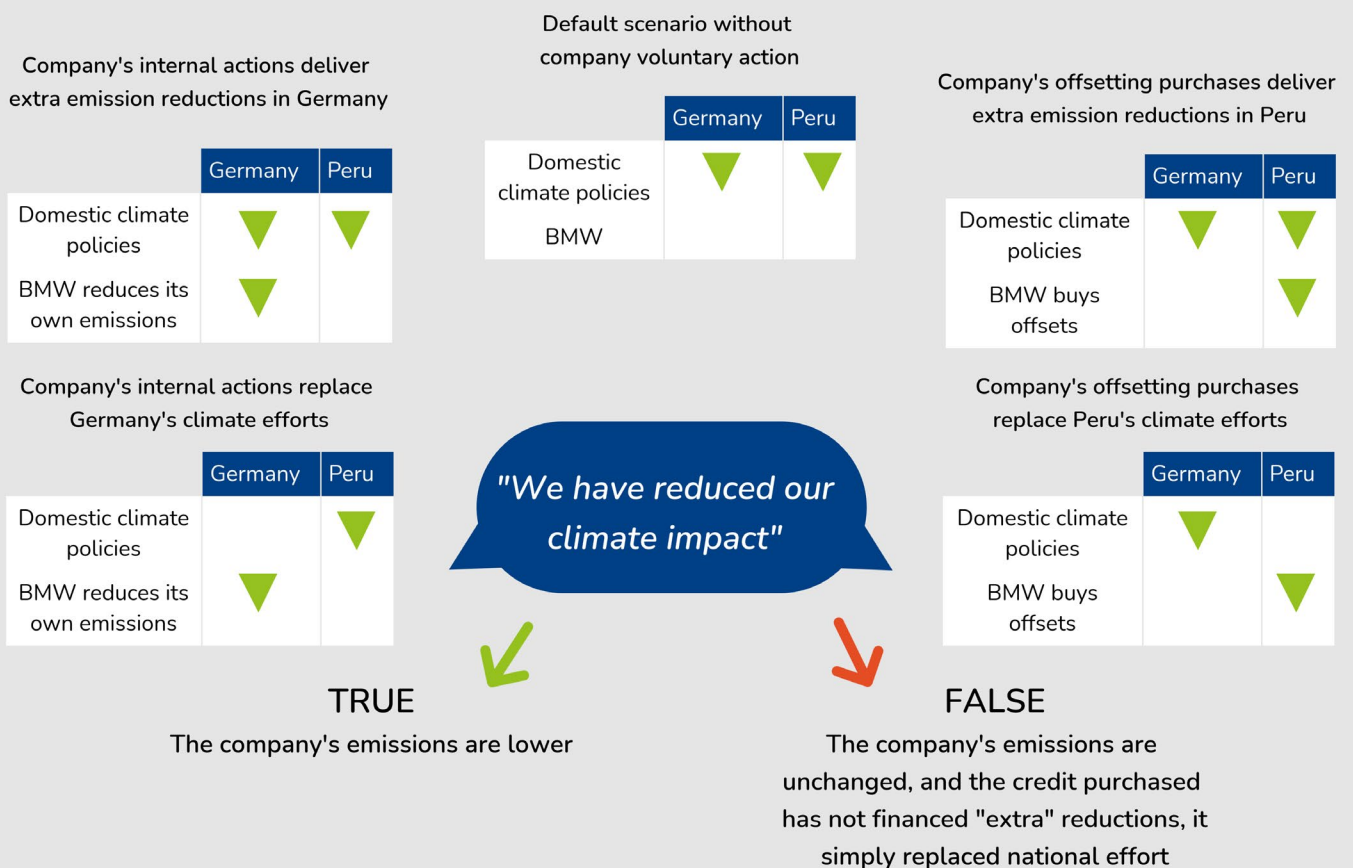 Default scenario without
company voluntary action
Germany Peru
Domestic
climate policies
BMW
Company's internal actions deliver
extra emission reductions in Germany
Germany Peru
Domestic climate
policies
BMW reduces its
own emissions
Company's internal actions replace
Germany's climate efforts
Germany Peru
Domestic climate
policies
BMW reduces its
own emissions
Company's offsetting purchases deliver
extra emission reductions in Peru
Germany Peru
Domestic climate
policies
BMW buys
offsets
Company's offsetting purchases
replace Peru's climate efforts
Germany Peru
Domestic climate
policies
BMW buys
offsets
"We have reduced our
climate impact"
TRUE
The company's emissions are lower
FALSE
The company's emissions are
unchanged, and the credit purchased
has not financed "extra" reductions, it
simply replaced national effort